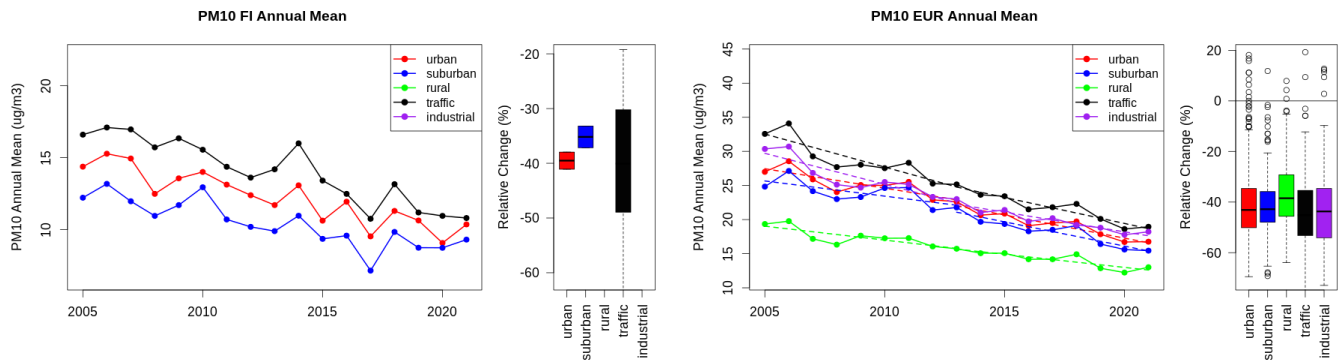 PM10 FI Annual Mean
PM10 Annual Mean (ug/m3)
20
15
10
2005
2010
2015
2020
urban
suburban
rural
traffic
industrial
Relative Change (%)
-20
-30
-40
-50
-60
urban
suburban
rural
traffic
industrial
PM10 EUR Annual Mean
PM10 Annual Mean (ug/m3)
45
40
35
30
25
20
15
10
2005
2010
2015
2020
urban
suburban
rural
traffic
industrial
Relative Change (%)
20
0
-20
-40
-60
urban
suburban
rural
traffic
industrial